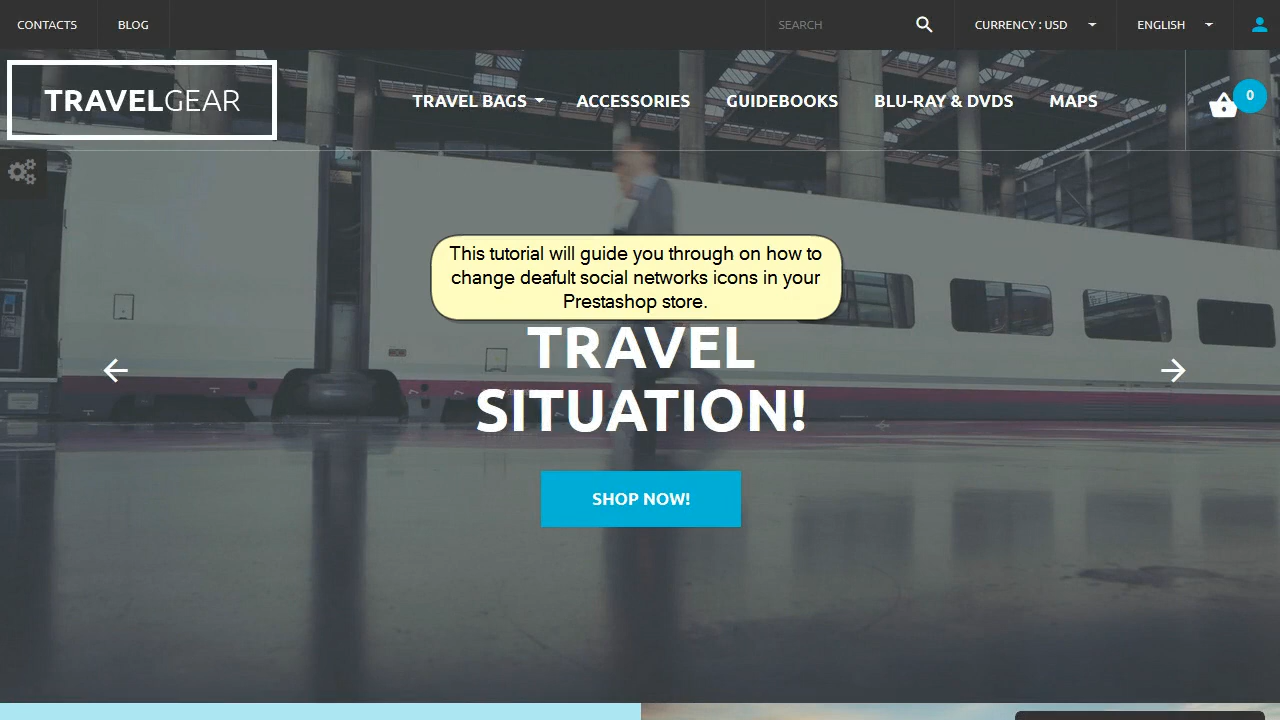 CONTACTS
BLOG
SEARCH
CURRENCY : USD
ENGLISH
TRAVELGEAR
TRAVEL BAGS
ACCESSORIES
GUIDEBOOKS
BLU-RAY & DVDS
MAPS
0
This tutorial will guide you through on how to
change deafult social networks icons in your
Prestashop store.
TRAVEL
SITUATION!
SHOP NOW!